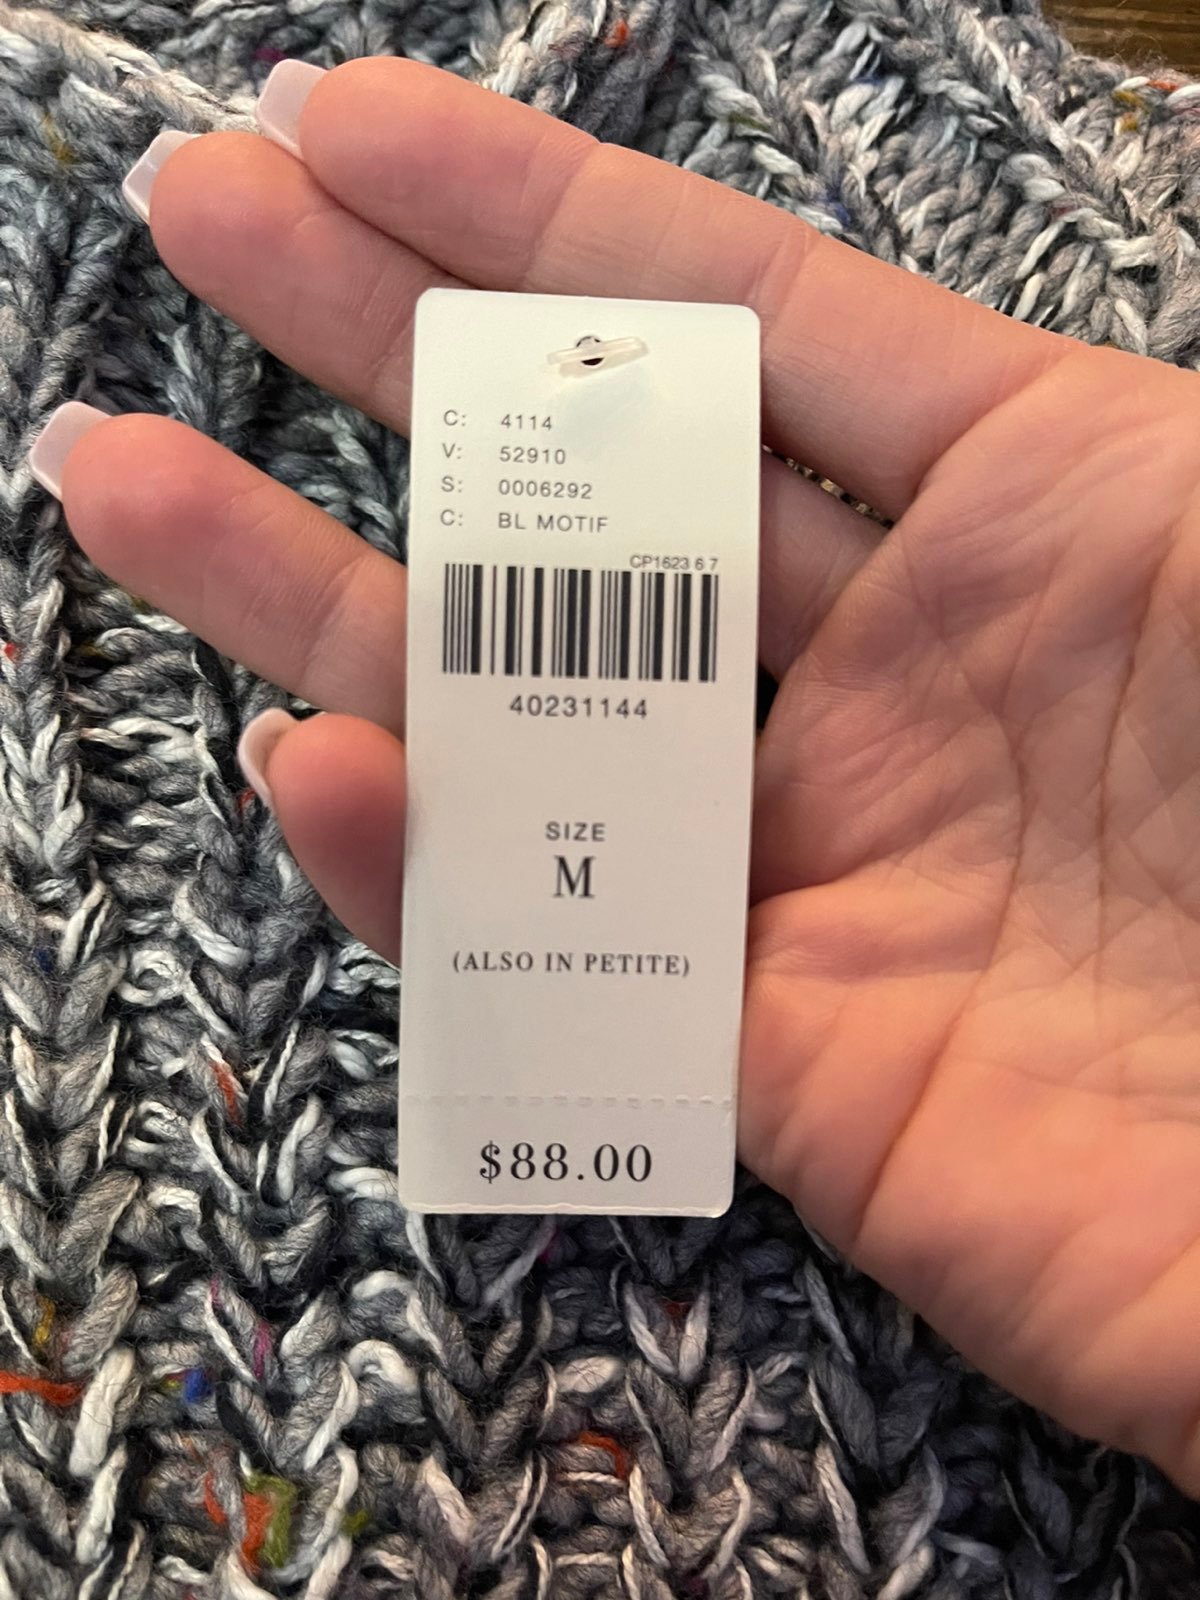 C: 4114
V: 52910
S: 0006292
C: BL MOTIF
CP1623 6 7
40231144
SIZE
M
(ALSO IN PETITE)
$88.00